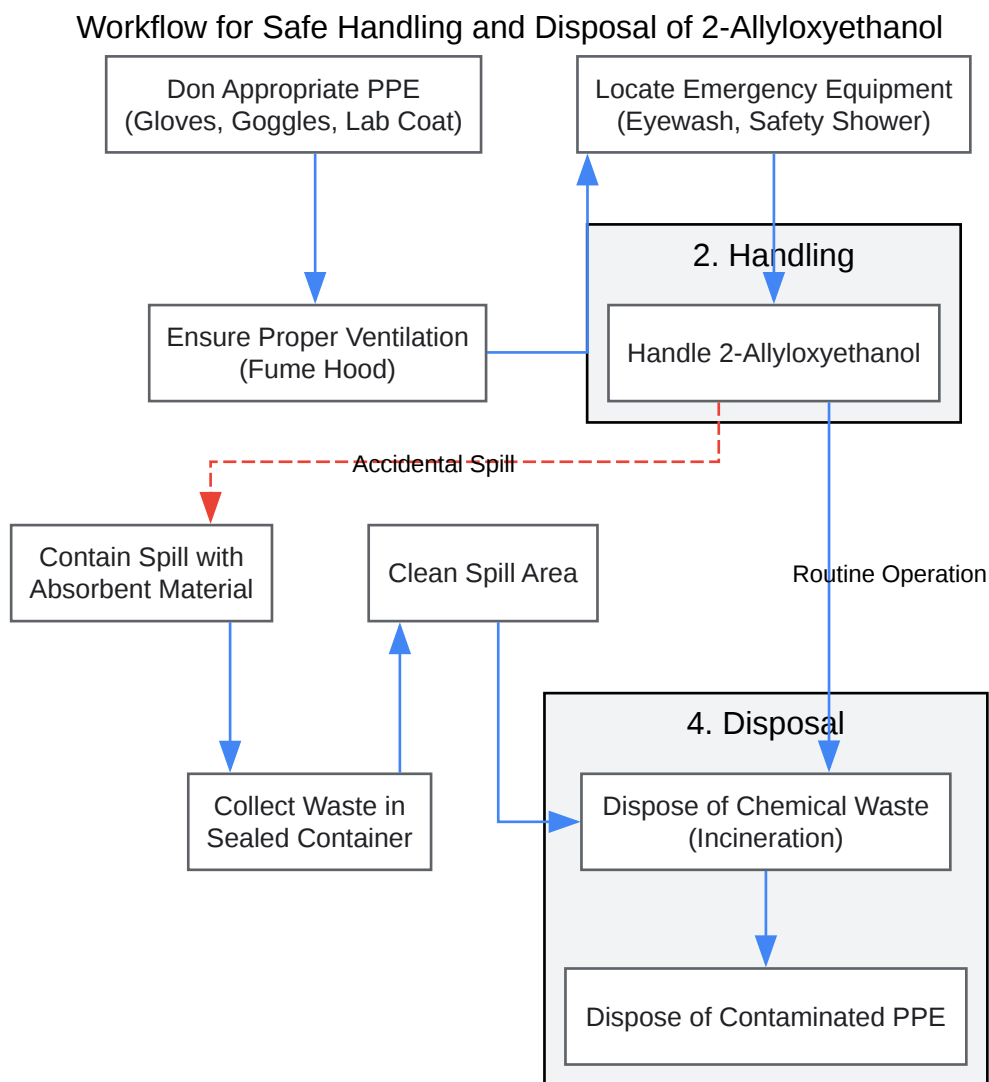 Workflow for Safe Handling and Disposal of 2-Allyloxyethanol
Don Appropriate PPE
(Gloves, Goggles, Lab Coat)
Locate Emergency Equipment
(Eyewash, Safety Shower)
2. Handling
Ensure Proper Ventilation
(Fume Hood)
Handle 2-Allyloxyethanol
Accidental Spill
Contain Spill with
Absorbent Material
Clean Spill Area
Routine Operation
4. Disposal
Collect Waste in
Sealed Container
Dispose of Chemical Waste
(Incineration)
Dispose of Contaminated PPE